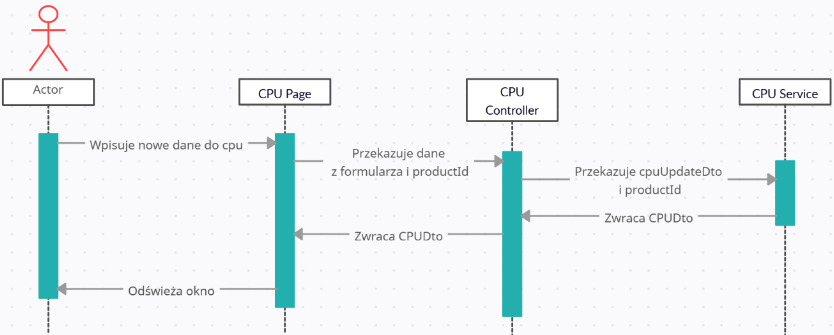 Actor
CPU Page
CPU
Controller
CPU Service
Wpisuje nowe dane do cpu
Przekazuje dane
z formularza i productId
Przekazuje cpuUpdateDto
i productId
Zwraca CPUDto
Zwraca CPUDto
Odświeża okno